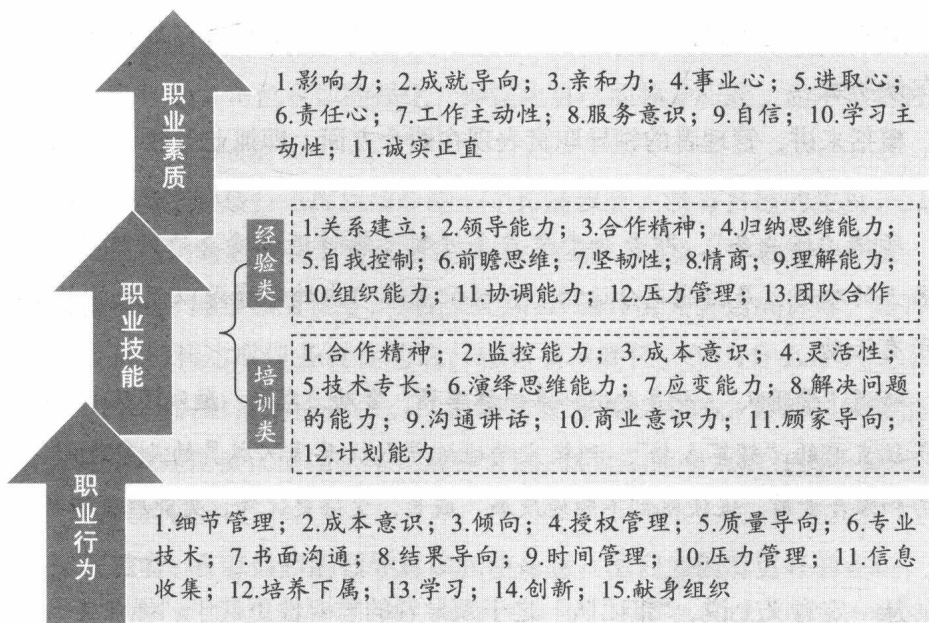 职业素质
1.影响力；2.成就导向；3.亲和力；4.事业心；5.进取心；
6.责任心；7.工作主动性；8.服务意识；9.自信；10.学习主
动性；11.诚实正直
职业技能
经验类
1.关系建立；2.领导能力；3.合作精神；4.归纳思维能力；
5.自我控制；6.前瞻思维；7.坚韧性；8.情商；9.理解能力；
10.组织能力；11.协调能力；12.压力管理；13.团队合作
培训类
1.合作精神；2.监控能力；3.成本意识；4.灵活性；
5.技术专长；6.演绎思维能力；7.应变能力；8.解决问题
的能力；9.沟通讲话；10.商业意识力；11.顾家导向；
12.计划能力
职业行为
1.细节管理；2.成本意识；3.倾向；4.授权管理；5.质量导向；6.专业
技术；7.书面沟通；8.结果导向；9.时间管理；10.压力管理；11.信息
收集；12.培养下属；13.学习；14.创新；15.献身组织